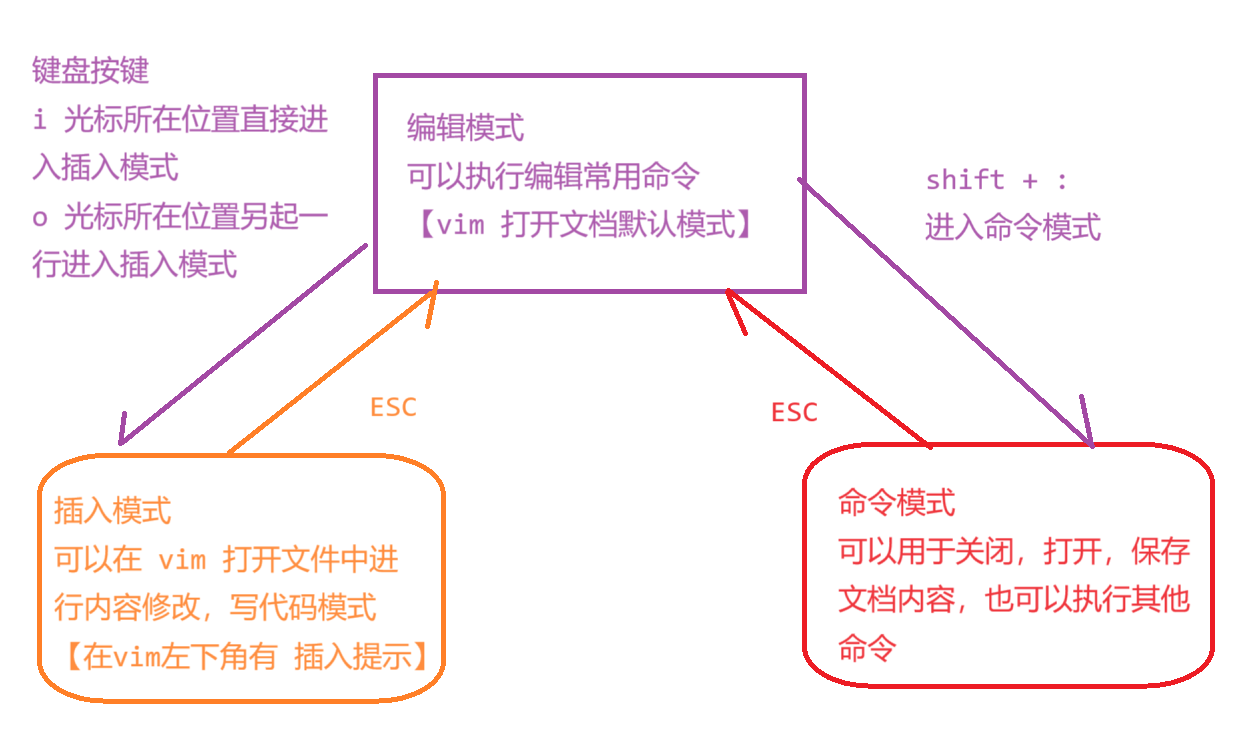 键盘按键
i 光标所在位置直接进
入插入模式
o 光标所在位置另起一
行进入插入模式
编辑模式
可以执行编辑常用命令
【vim 打开文档默认模式】
shift + :
进入命令模式
ESC
ESC
插入模式
可以在 vim 打开文件中进
行内容修改，写代码模式
【在vim左下角有 插入提示】
命令模式
可以用于关闭，打开，保存
文档内容，也可以执行其他
命令